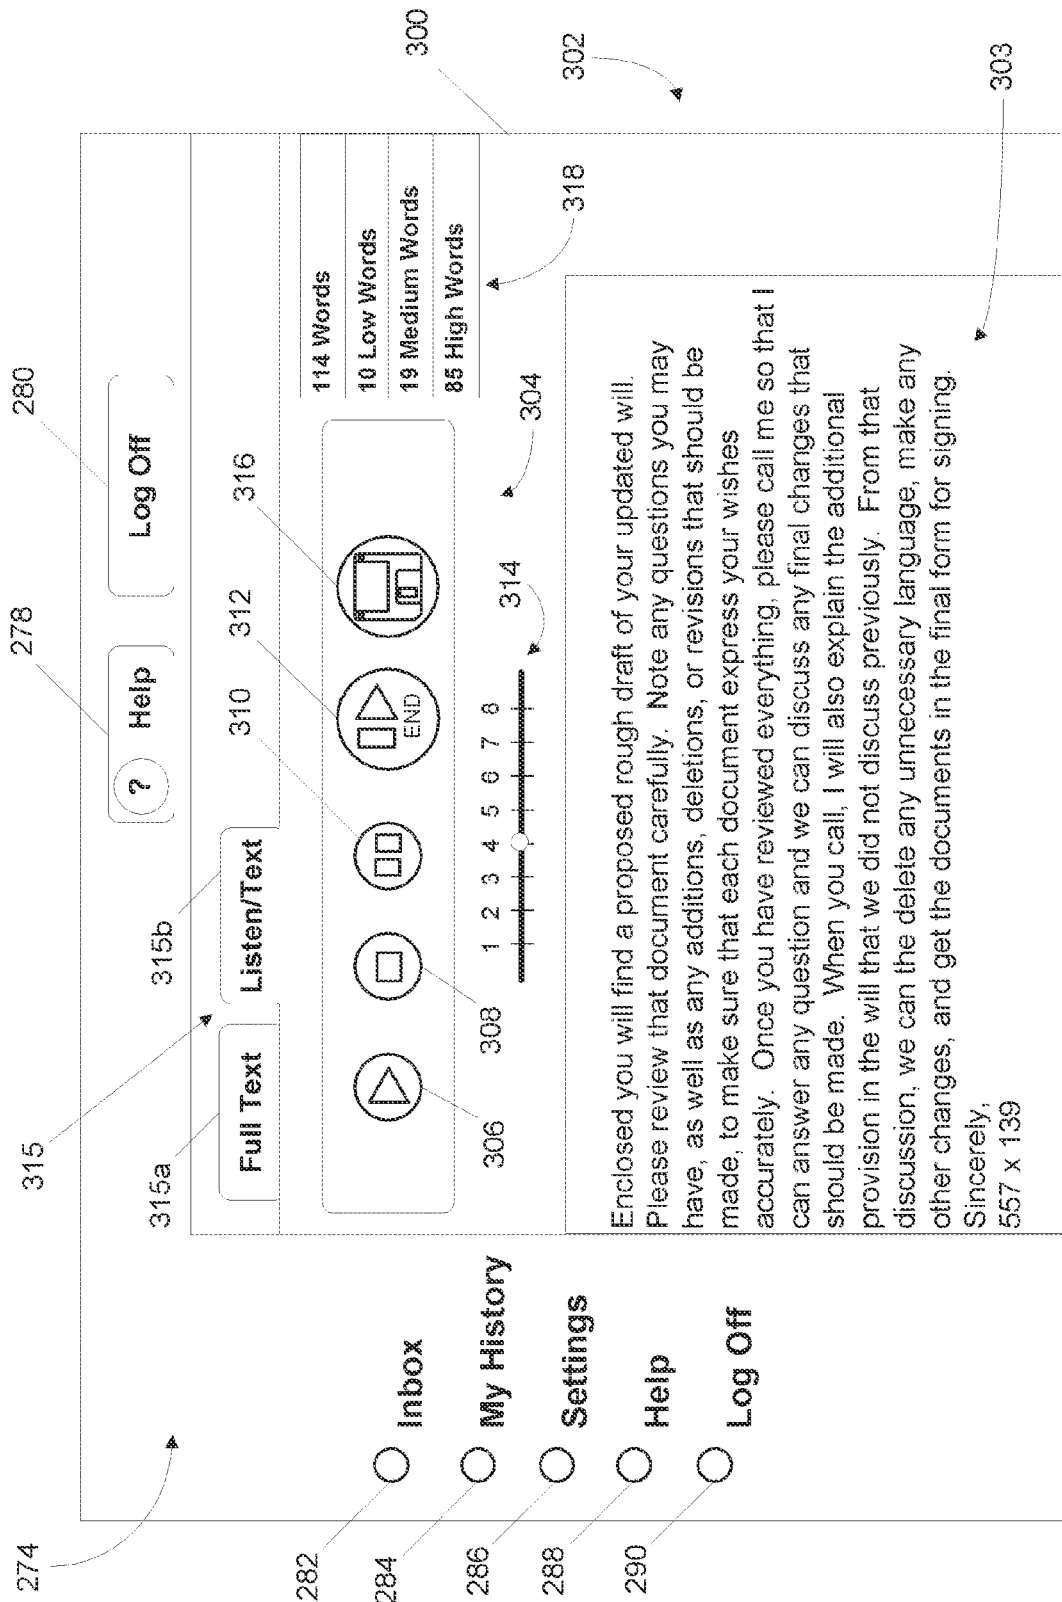 274
278
280
? Help
Log Off
315
315a
315b
Full Text
Listen/Text
310
312
316
END
306
308
304
314
1 2 3 4 5 6 7 8
114 Words
10 Low Words
19 Medium Words
85 High Words
318
300
302
303
282
Inbox
284
My History
286
Settings
288
Help
290
Log Off
Enclosed you will find a proposed rough draft of your updated will.
Please review that document carefully. Note any questions you may
have, as well as any additions, deletions, or revisions that should be
made, to make sure that each document express your wishes
accurately. Once you have reviewed everything, please call me so that I
can answer any question and we can discuss any final changes that
should be made. When you call, I will also explain the additional
provision in the will that we did not discuss previously. From that
discussion, we can the delete any unnecessary language, make any
other changes, and get the documents in the final form for signing.
Sincerely,
557 x 139